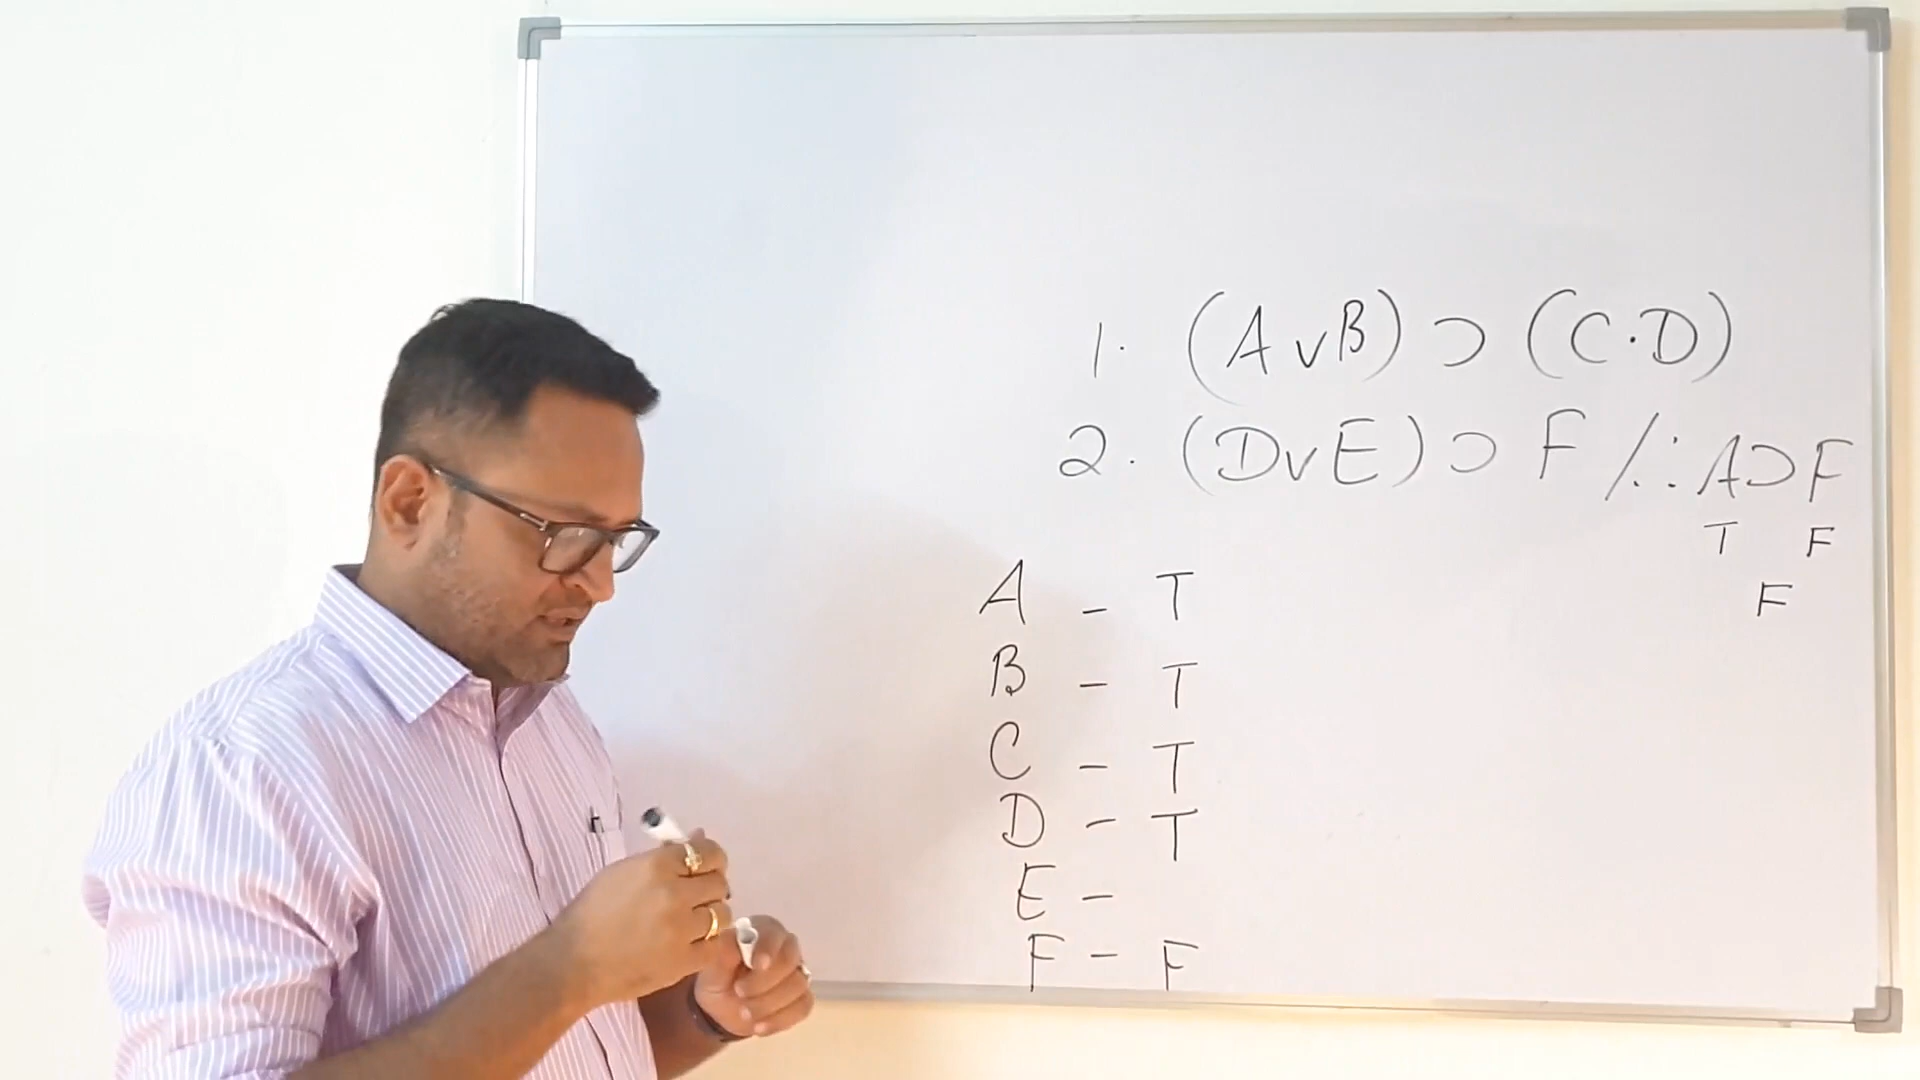 1. (A v B) ⊃ (C · D)
2. (D v E) ⊃ F / ∴ A ⊃ F
T F
F
A - T
B - T
C - T
D - T
E -
F - F